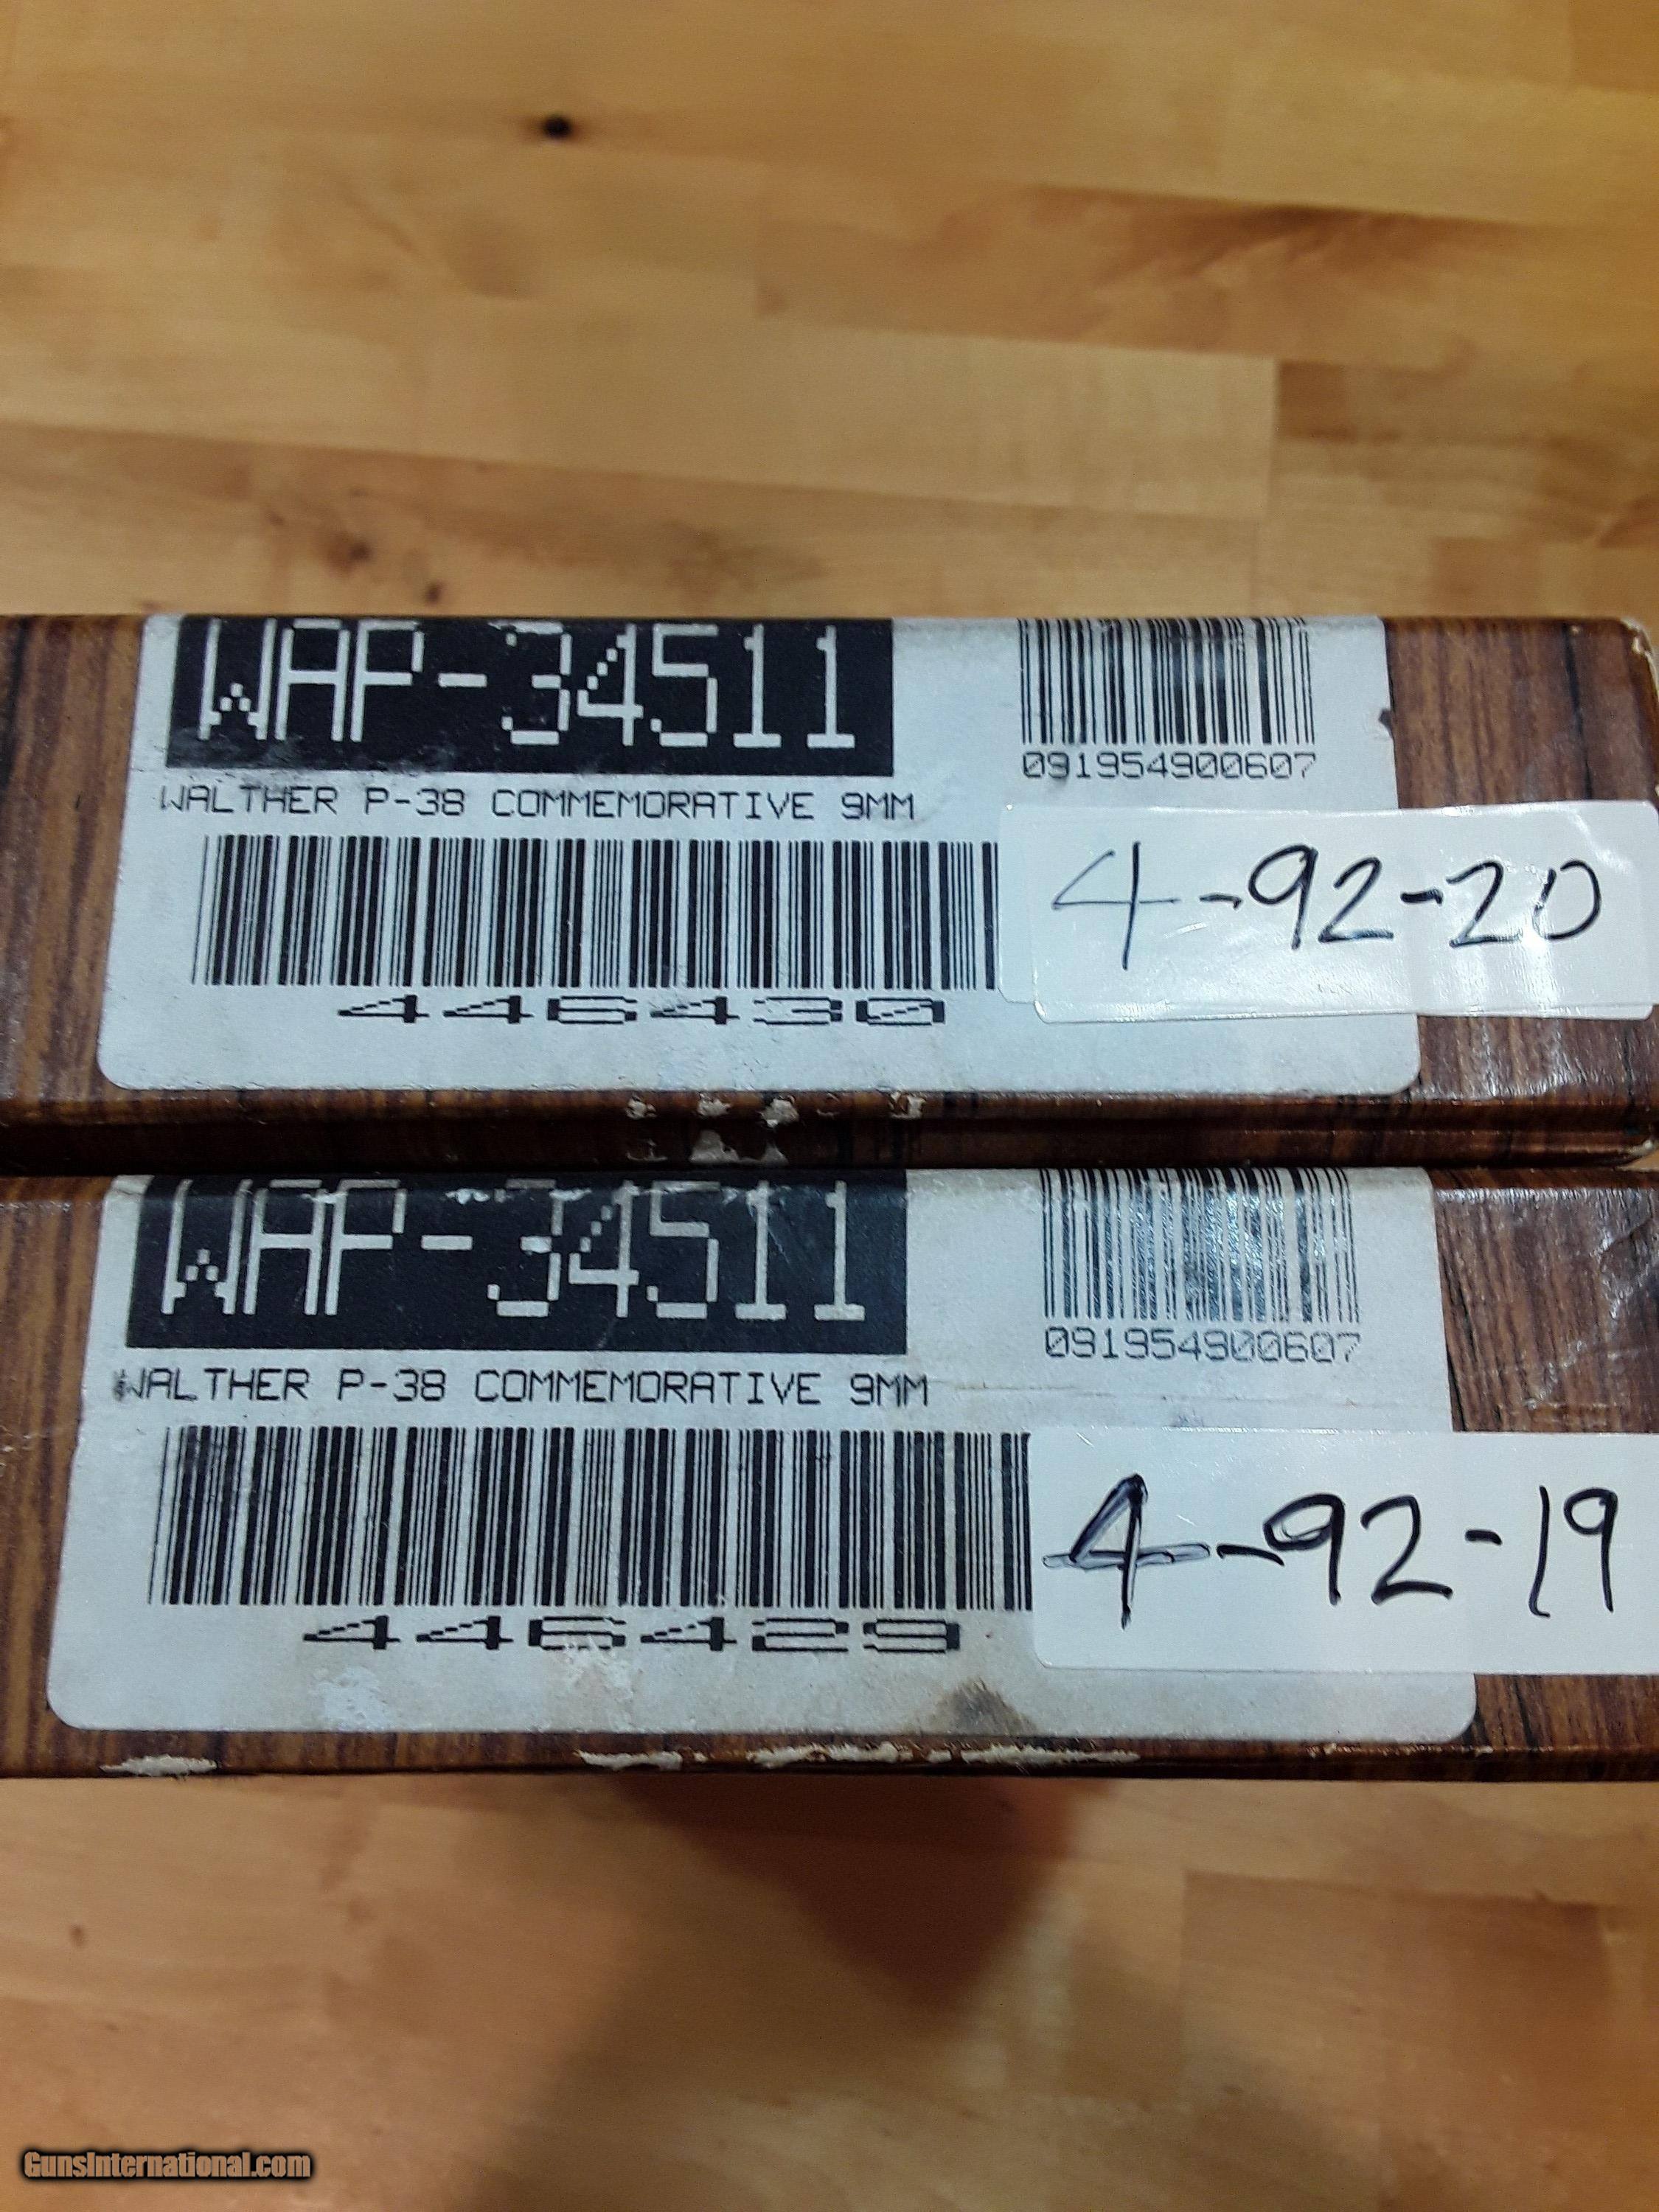 WAP-34511
091954900607
WALTHER P-38 COMMEMORATIVE 9MM
4-92-20
446430
WAP-34511
091954900607
WALTHER P-38 COMMEMORATIVE 9MM
4-92-19
446429
GunsInternational.com